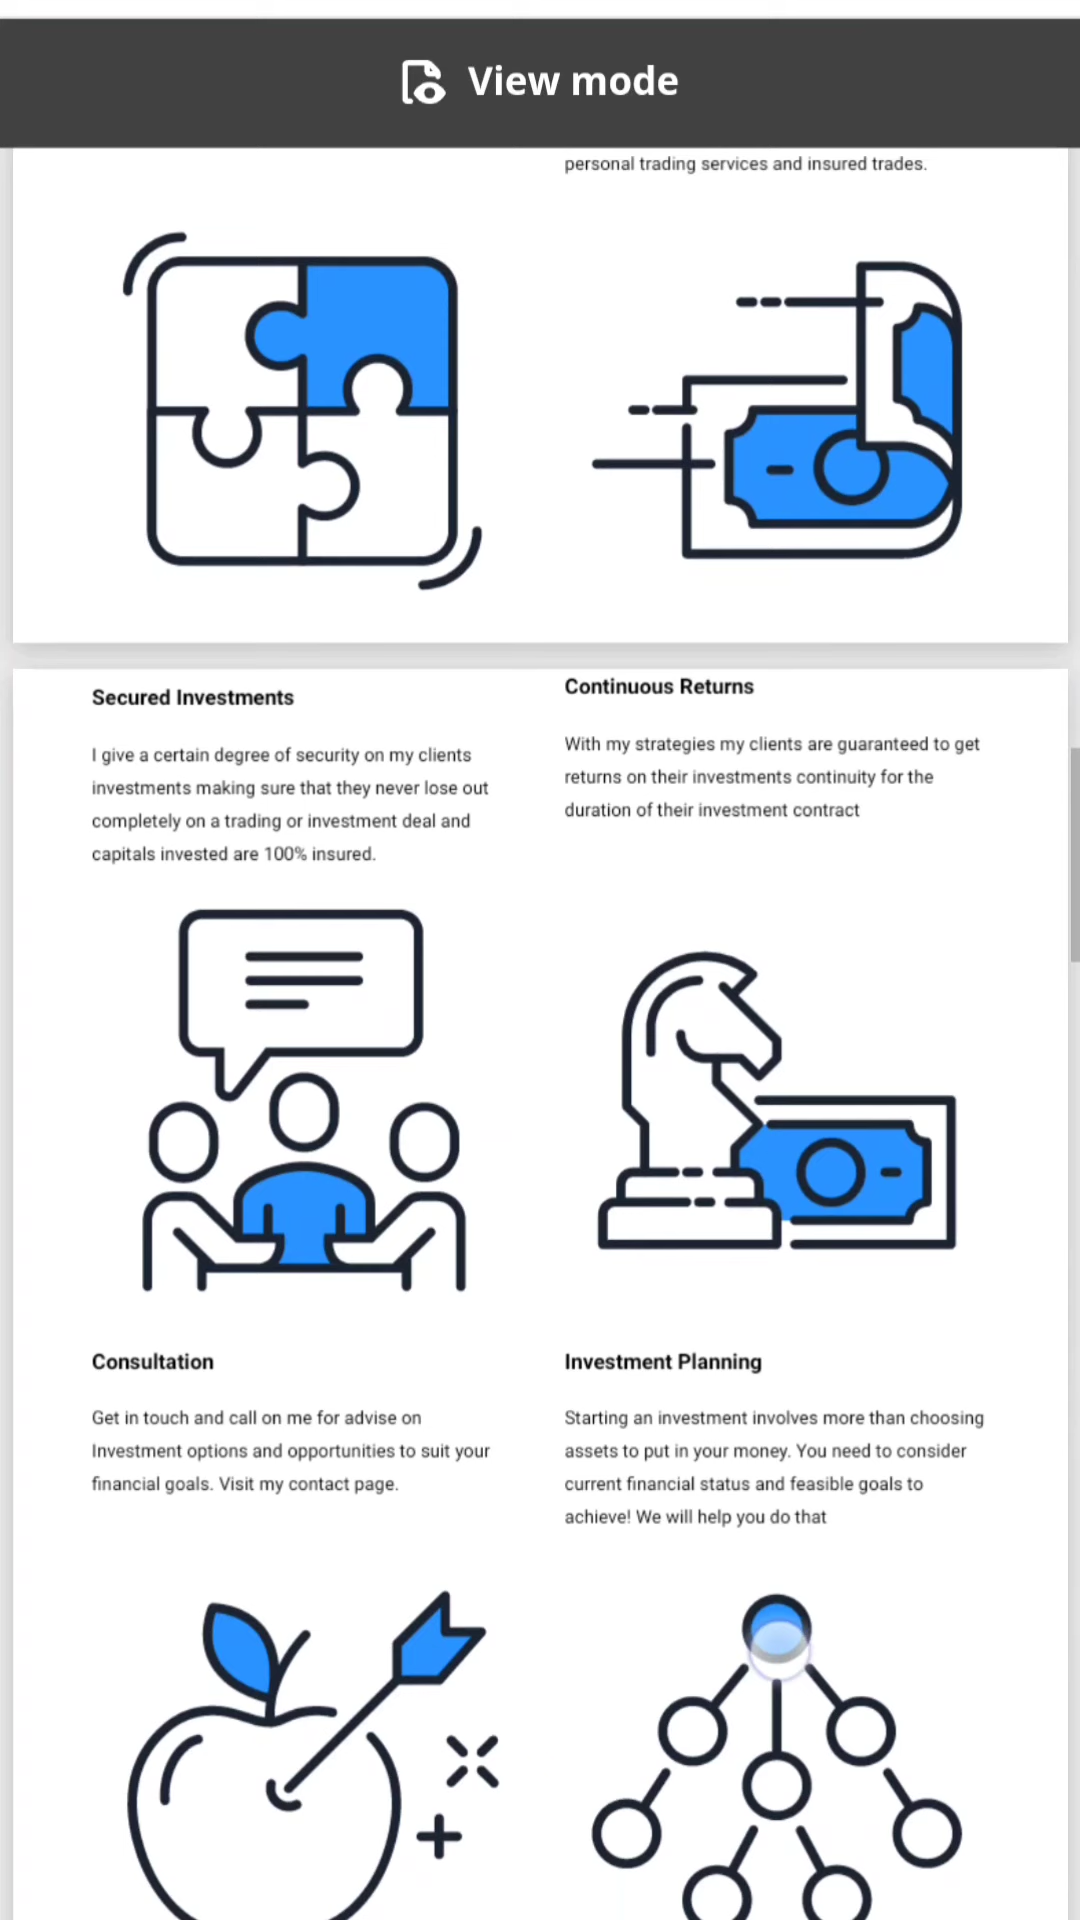 View mode
personal trading services and insured trades.
Secured Investments
I give a certain degree of security on my clients
investments making sure that they never lose out
completely on a trading or investment deal and
capitals invested are 100% insured.
Continuous Returns
With my strategies my clients are guaranteed to get
returns on their investments continuity for the
duration of their investment contract
Consultation
Get in touch and call on me for advise on
Investment options and opportunities to suit your
financial goals. Visit my contact page.
Investment Planning
Starting an investment involves more than choosing
assets to put in your money. You need to consider
current financial status and feasible goals to
achieve! We will help you do that